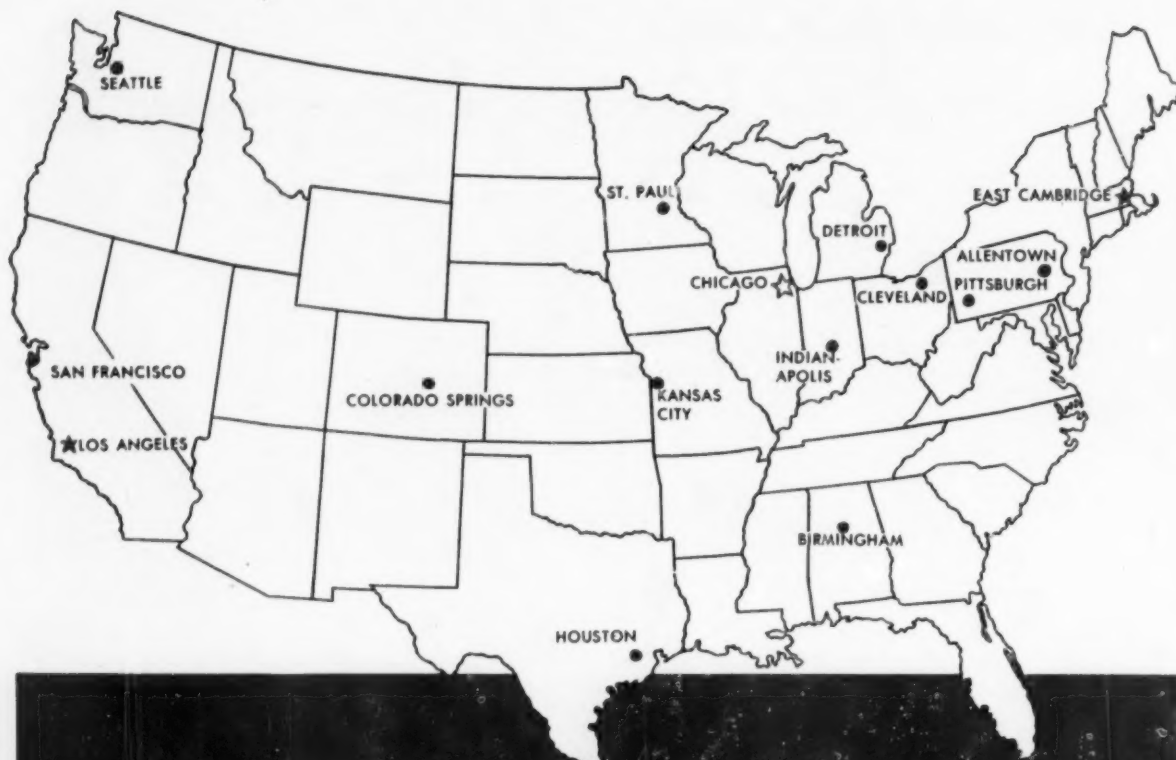 SEATTLE
ST. PAUL
EAST CAMBRIDGE
DETROIT
ALLENTOWN
CHICAGO
CLEVELAND
PITTSBURGH
INDIAN-
APOLIS
SAN FRANCISCO
COLORADO SPRINGS
KANSAS
CITY
LOS ANGELES
BIRMINGHAM
HOUSTON